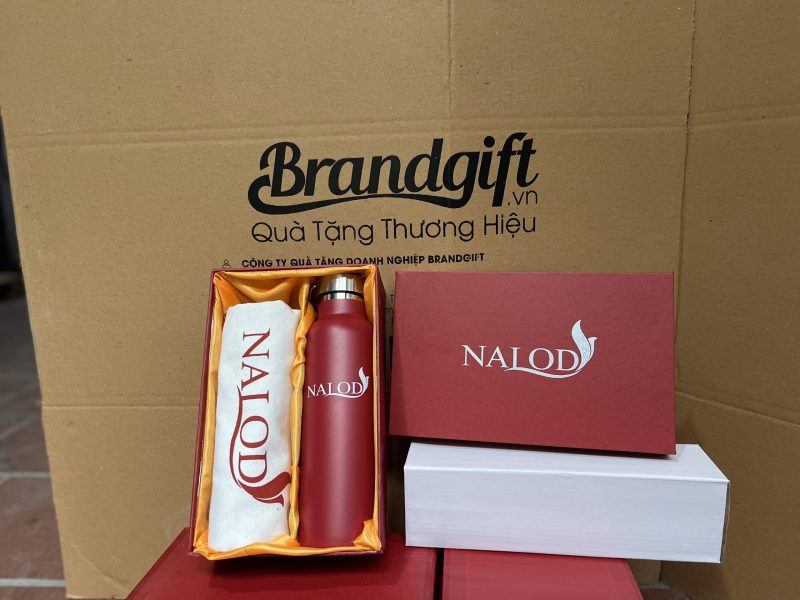 Brandgift
.vn
Quà Tặng Thương Hiệu
CÔNG TY QUÀ TẶNG DOANH NGHIỆP BRANDGIFT
NALOD
NALOD
NALOD